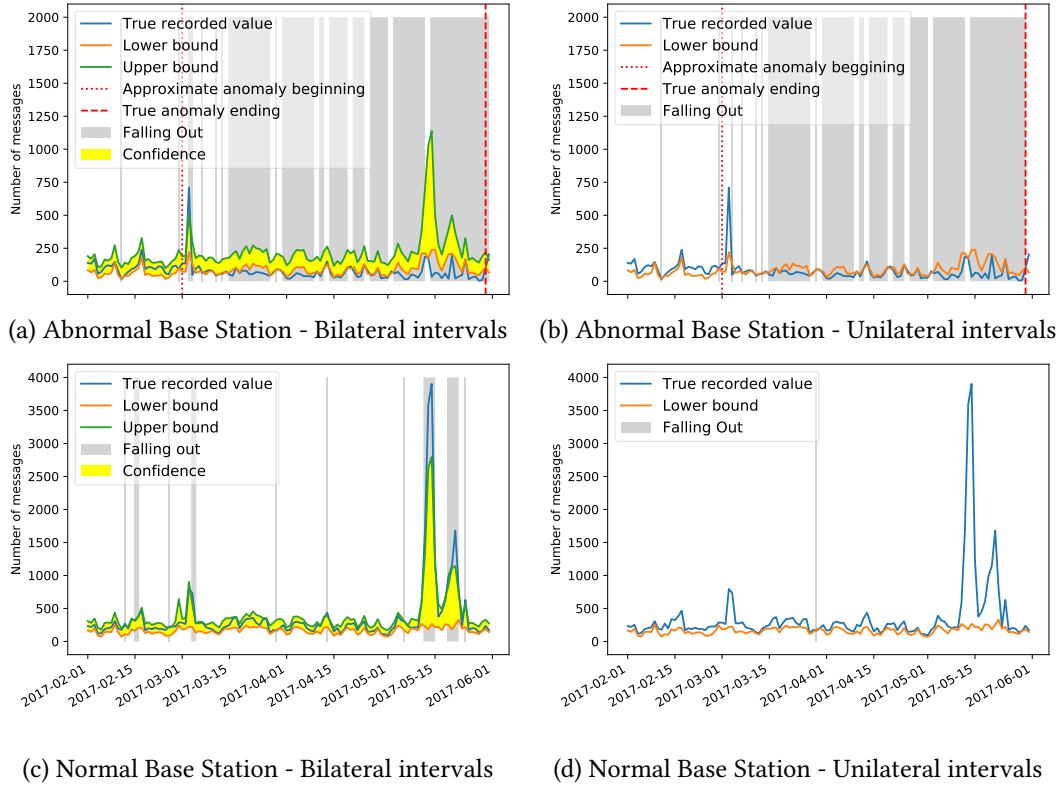 2000
1750
1500
1250
1000
750
500
250
0
Number of messages
True recorded value
Lower bound
Upper bound
Approximate anomaly beginning
True anomaly ending
Falling Out
Confidence
(a) Abnormal Base Station - Bilateral intervals
2000
1750
1500
1250
1000
750
500
250
0
Number of messages
True recorded value
Lower bound
Approximate anomaly beggining
True anomaly ending
Falling Out
(b) Abnormal Base Station - Unilateral intervals
4000
3500
3000
2500
2000
1500
1000
500
0
Number of messages
True recorded value
Lower bound
Upper bound
Falling out
Confidence
2017-02-01
2017-02-15
2017-03-01
2017-03-15
2017-04-01
2017-04-15
2017-05-01
2017-05-15
2017-06-01
(c) Normal Base Station - Bilateral intervals
4000
3500
3000
2500
2000
1500
1000
500
0
Number of messages
True recorded value
Lower bound
Falling Out
2017-02-01
2017-02-15
2017-03-01
2017-03-15
2017-04-01
2017-04-15
2017-05-01
2017-05-15
2017-06-01
(d) Normal Base Station - Unilateral intervals